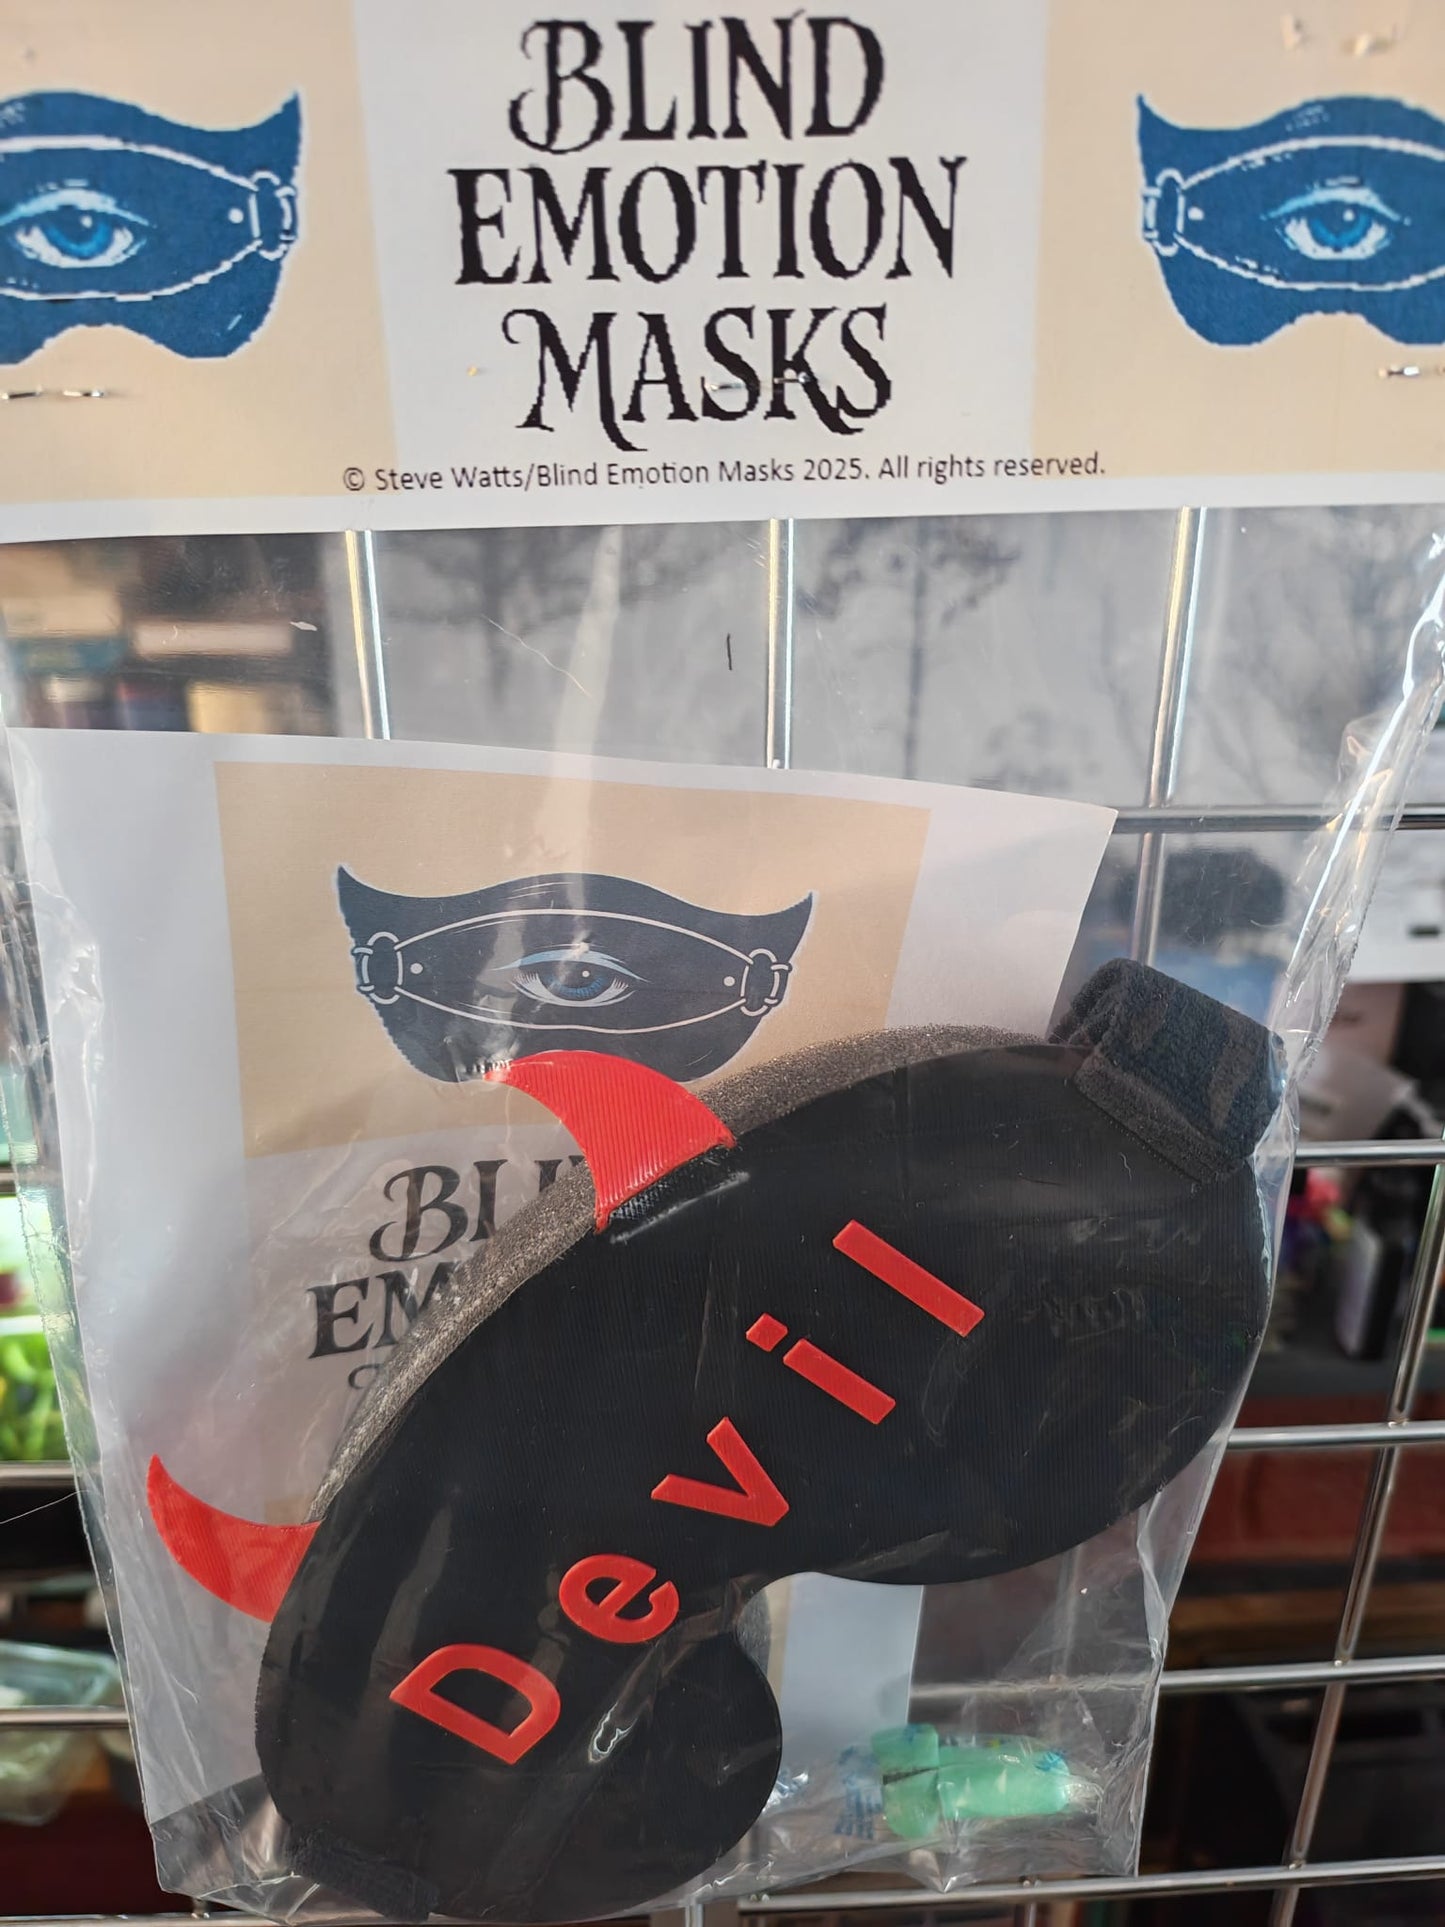 BLIND
EMOTION
MASKS
© Steve Watts/Blind Emotion Masks 2025. All rights reserved.
Devil